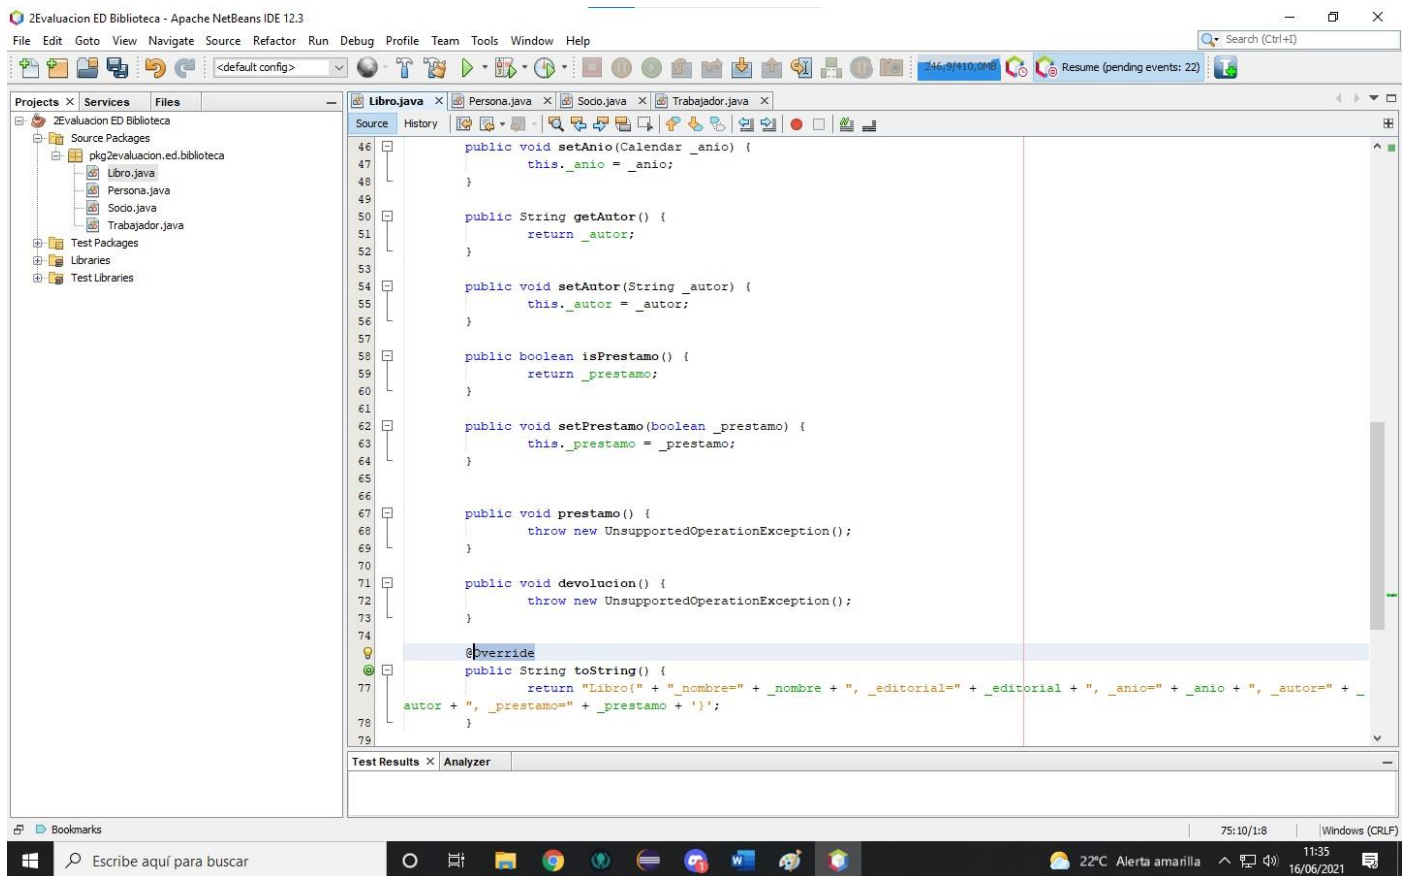 2Evaluacion ED Biblioteca - Apache NetBeans IDE 12.3
File Edit Goto View Navigate Source Refactor Run Debug Profile Team Tools Window Help
Search (Ctrl+I)
<default config>
246,9/410,0MB
Resume (pending events: 22)
Projects Services Files
Libro.java Persona.java Socio.java Trabajador.java
Source History
2Evaluacion ED Biblioteca
Source Packages
pkg2evaluacion.ed.biblioteca
Libro.java
Persona.java
Socio.java
Trabajador.java
Test Packages
Libraries
Test Libraries
46 public void setAnio(Calendar _anio) {
47 this._anio = _anio;
48 }
49
50 public String getAutor() {
51 return _autor;
52 }
53
54 public void setAutor(String _autor) {
55 this._autor = _autor;
56 }
57
58 public boolean isPrestamo() {
59 return _prestamo;
60 }
61
62 public void setPrestamo(boolean _prestamo) {
63 this._prestamo = _prestamo;
64 }
65
66
67 public void prestamo() {
68 throw new UnsupportedOperationException();
69 }
70
71 public void devolucion() {
72 throw new UnsupportedOperationException();
73 }
74
@Override
public String toString() {
77 return "Libro{" + "_nombre=" + _nombre + ", _editorial=" + _editorial + ", _anio=" + _anio + ", _autor=" + _
autor + ", _prestamo=" + _prestamo + '}';
78 }
79
Test Results Analyzer
Bookmarks
75:10/1:8
Windows (CRLF)
Escribe aquí para buscar
22°C Alerta amarilla
11:35
16/06/2021